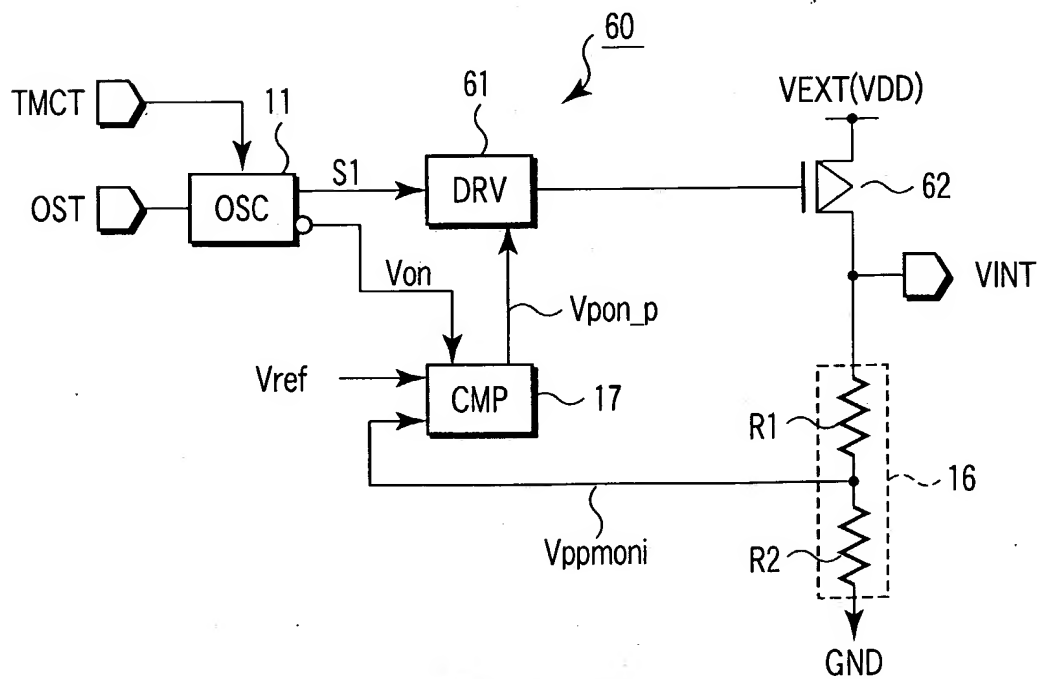 60
TMCT
11
61
VEXT(VDD)
S1
OST
OSC
DRV
62
Von
Vpon_p
VINT
Vref
CMP
17
R1
16
Vppmoni
R2
GND